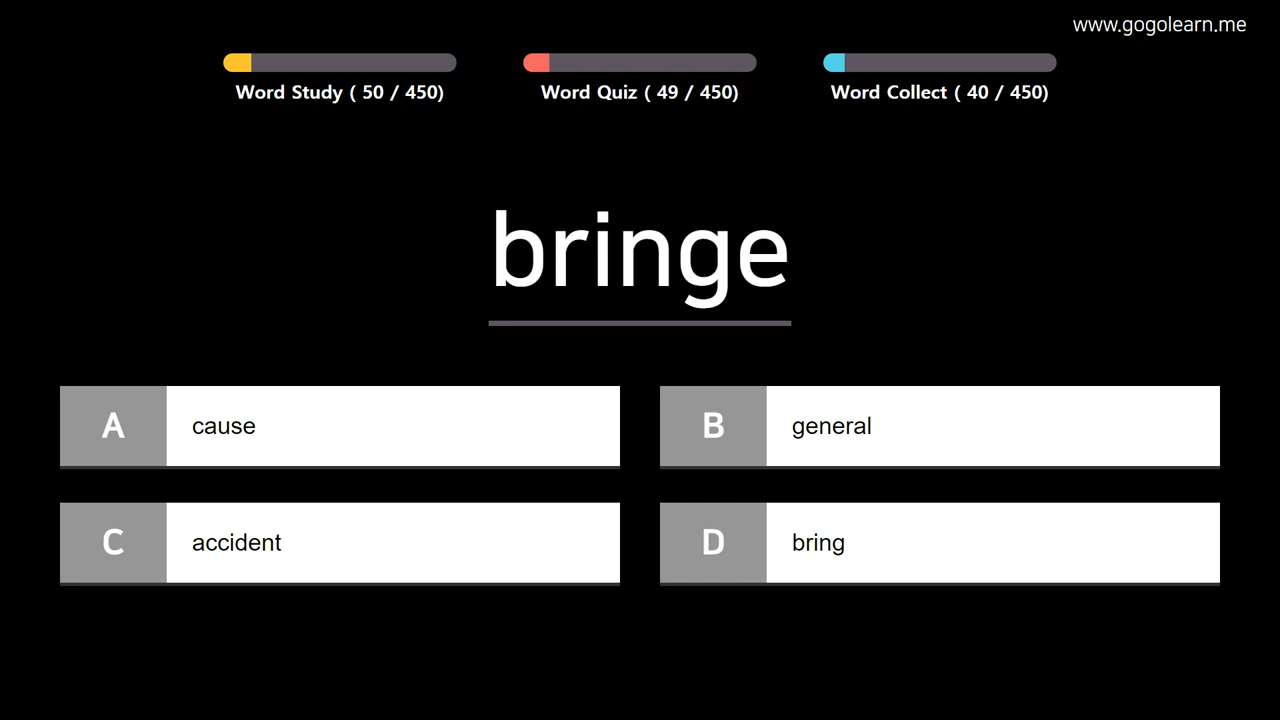 www.gogolearn.me
Word Study ( 50 / 450)
Word Quiz ( 49 / 450)
Word Collect ( 40 / 450)
bringe
A cause
B general
C accident
D bring